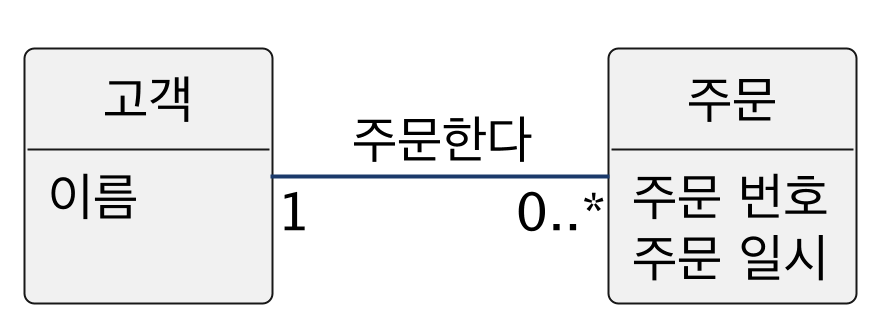 고객
이름
주문한다
1
0..*
주문
주문 번호
주문 일시